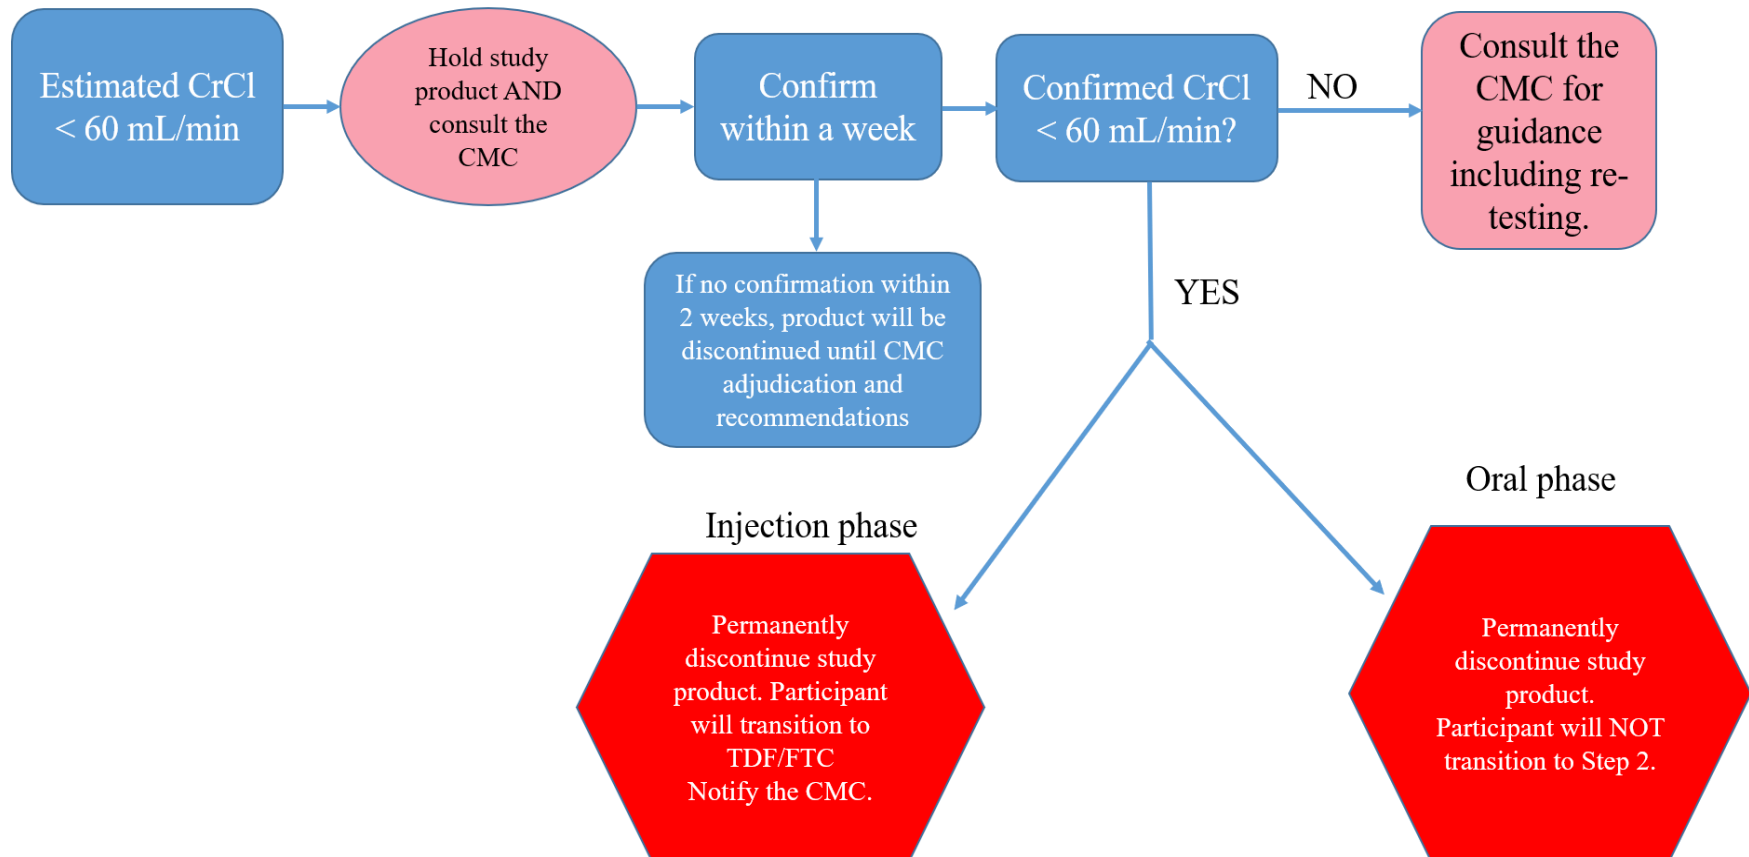 Estimated CrCl
< 60 mL/min
Hold study
product AND
consult the
CMC
Confirm
within a week
Confirmed CrCl
< 60 mL/min?
NO
Consult the
CMC for
guidance
including re-
testing.
If no confirmation within
2 weeks, product will be
discontinued until CMC
adjudication and
recommendations
YES
Injection phase
Permanently
discontinue study
product. Participant
will transition to
TDF/FTC
Notify the CMC.
Oral phase
Permanently
discontinue study
product.
Participant will NOT
transition to Step 2.